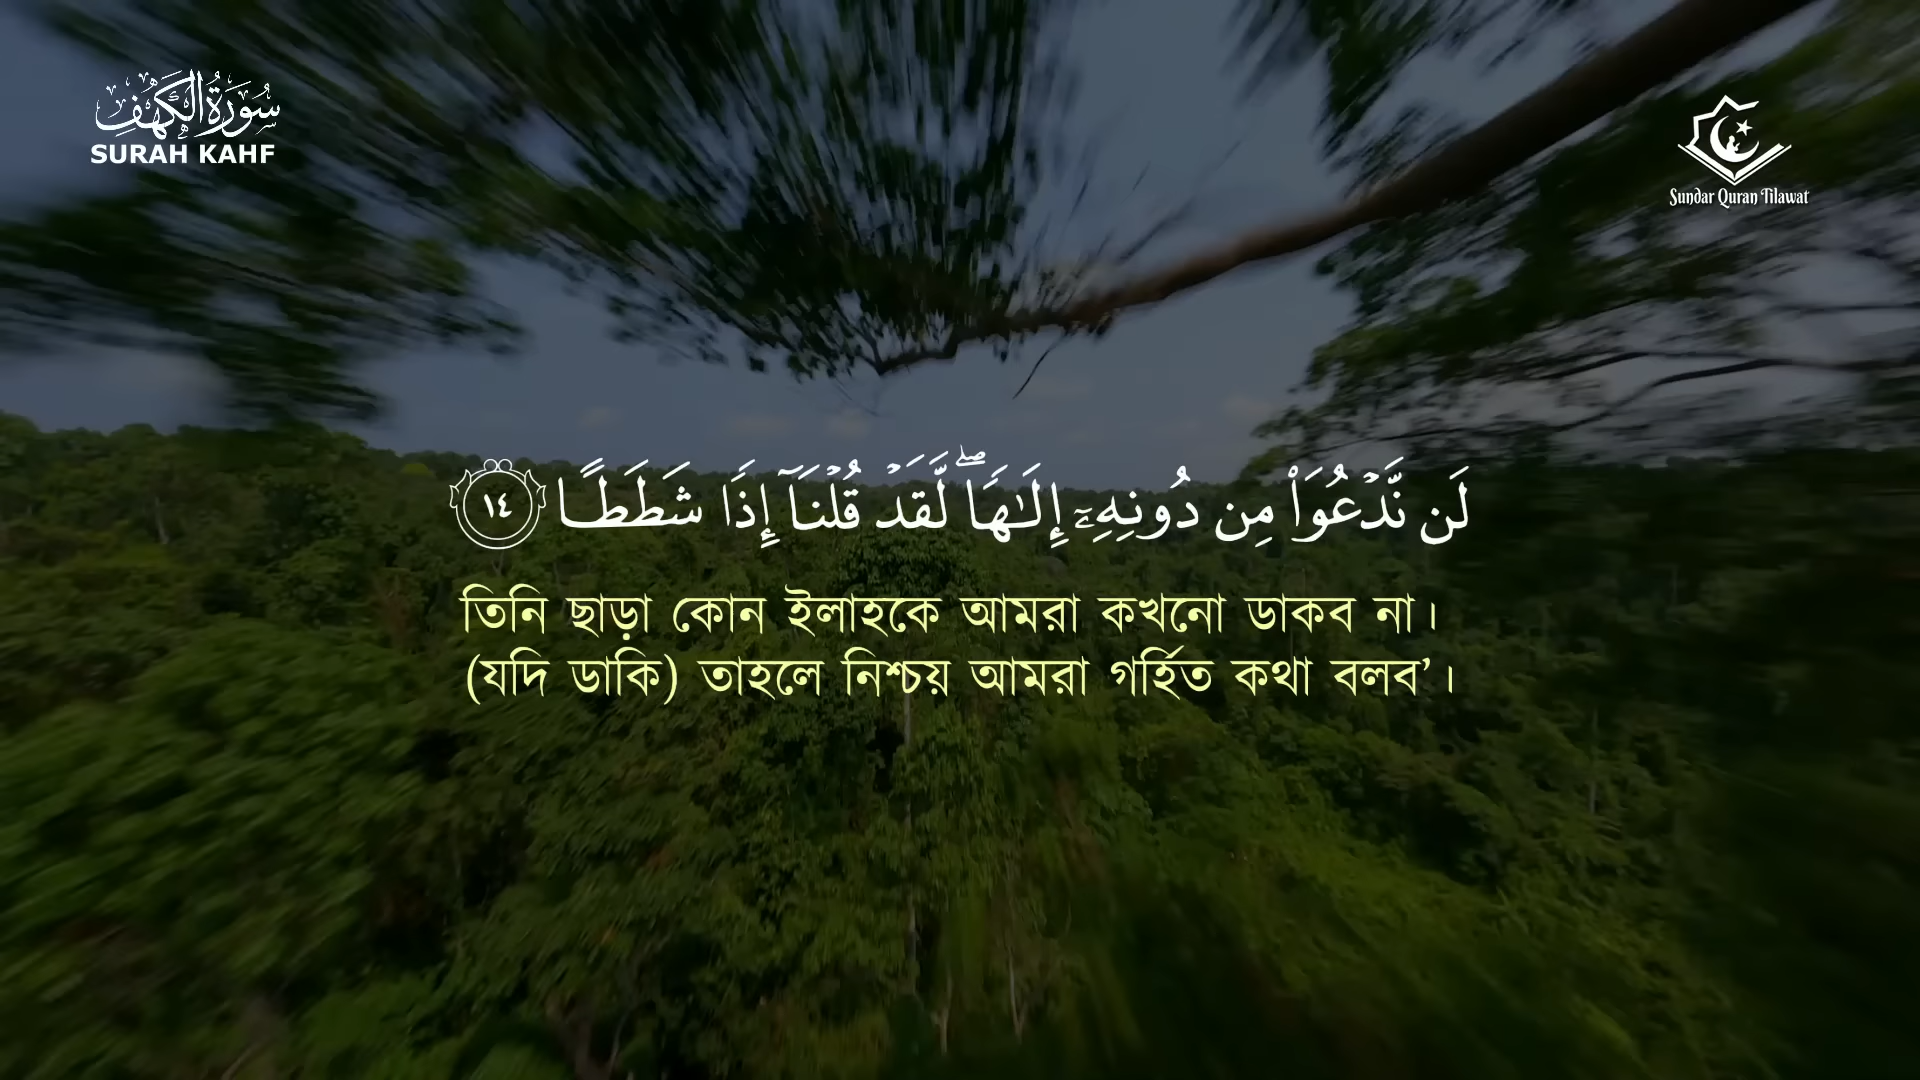 سُورَةُ الْكَهْفِ
SURAH KAHF
Sundar Quran Tilawat
لَن نَّدْعُوَا۟ مِن دُونِهِۦٓ إِلَـٰهًا ۖ لَّقَدْ قُلْنَآ إِذًا شَطَطًا ١٤
তিনি ছাড়া কোন ইলাহকে আমরা কখনো ডাকব না।
(যদি ডাকি) তাহলে নিশ্চয় আমরা গর্হিত কথা বলব’।